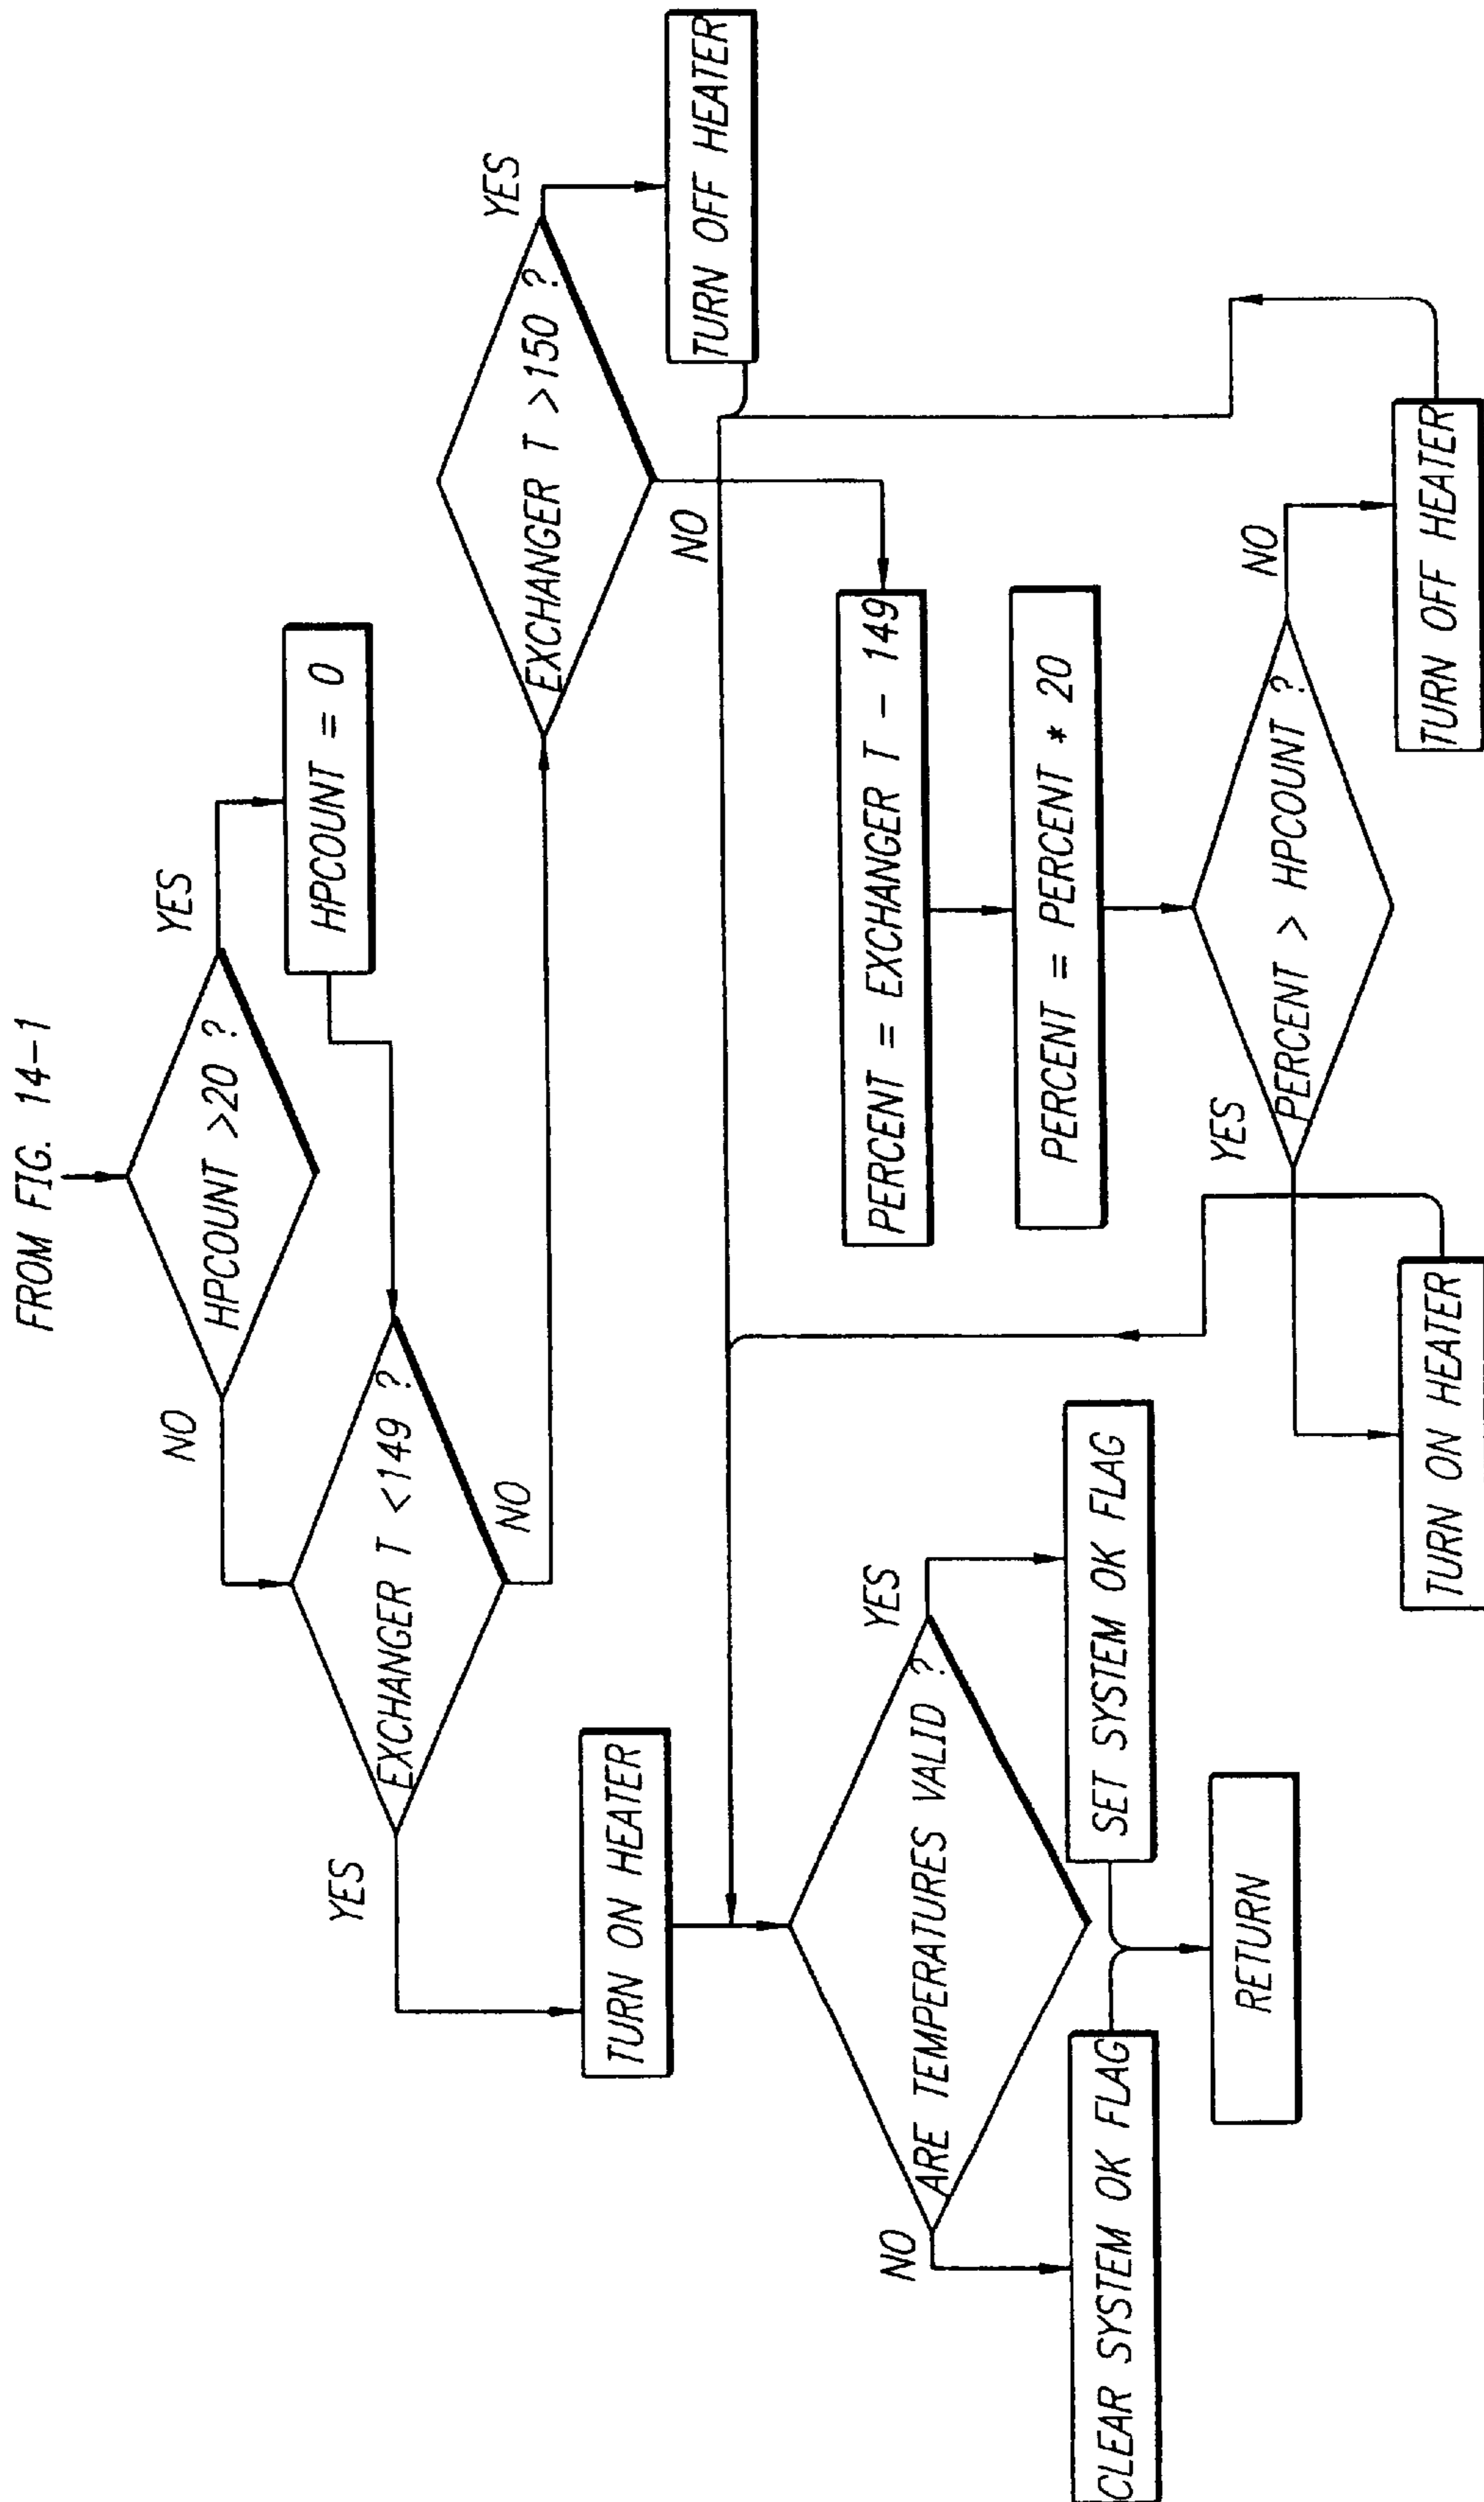 FROM FIG. 14-1
HPCOUNT >20 ?
YES
NO
HPCOUNT = 0
EXCHANGER T <149 ?
YES
NO
EXCHANGER T >150 ?
YES
NO
TURN ON HEATER
TURN OFF HEATER
PERCENT = EXCHANGER T - 149
PERCENT = PERCENT * 20
PERCENT > HPCOUNT ?
YES
NO
TURN ON HEATER
TURN OFF HEATER
ARE TEMPERATURES VALID ?
NO
YES
CLEAR SYSTEM OK FLAG
SET SYSTEM OK FLAG
RETURN